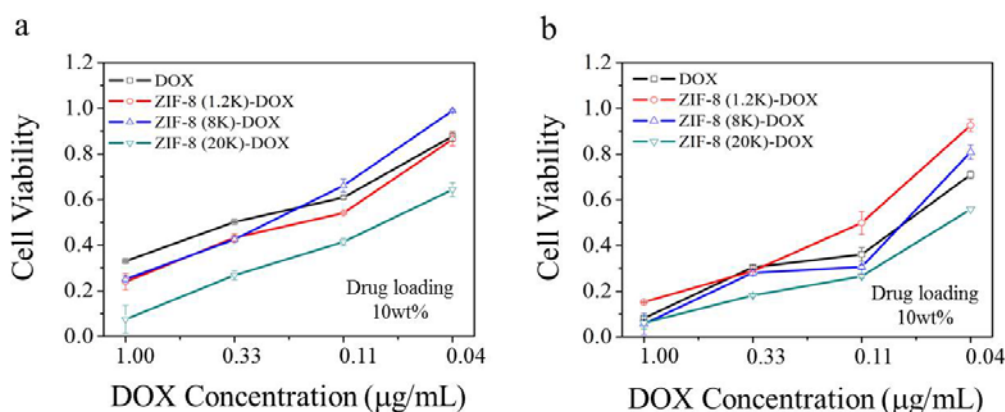 a
1.2
1.0
0.8
0.6
0.4
0.2
0.0
Cell Viability
DOX
ZIF-8 (1.2K)-DOX
ZIF-8 (8K)-DOX
ZIF-8 (20K)-DOX
Drug loading
10wt%
1.00 0.33 0.11 0.04
DOX Concentration (μg/mL)
b
1.2
1.0
0.8
0.6
0.4
0.2
0.0
Cell Viability
DOX
ZIF-8 (1.2K)-DOX
ZIF-8 (8K)-DOX
ZIF-8 (20K)-DOX
Drug loading
10wt%
1.00 0.33 0.11 0.04
DOX Concentration (μg/mL)